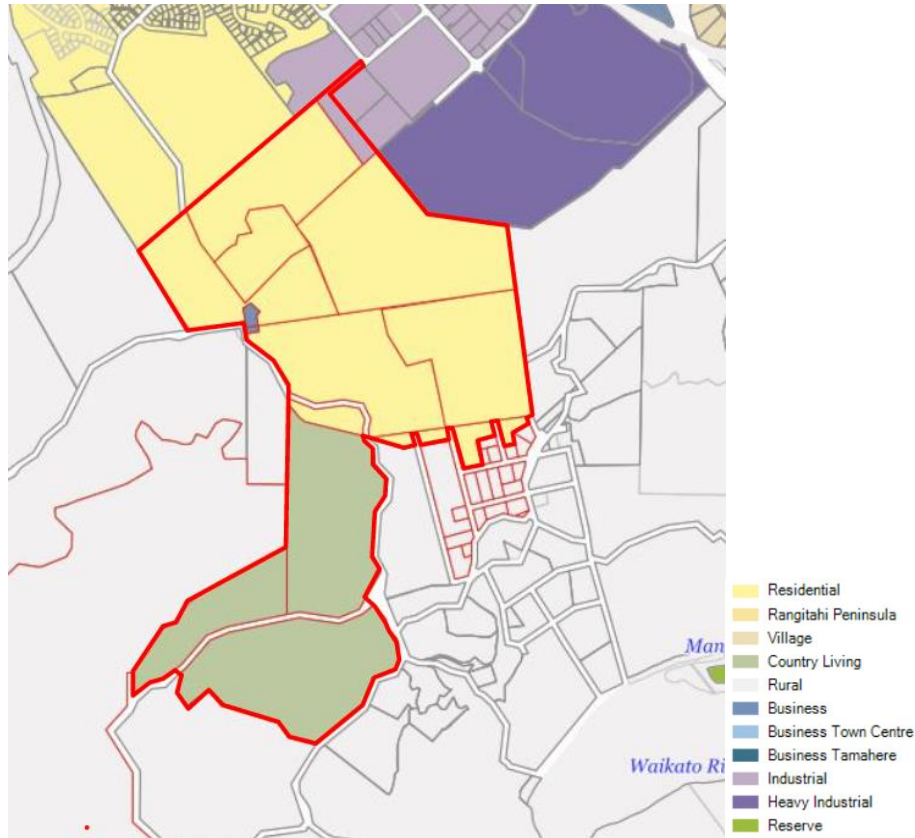 Man
Waikato Ri
Residential
Rangitahi Peninsula
Village
Country Living
Rural
Business
Business Town Centre
Business Tamahere
Industrial
Heavy Industrial
Reserve